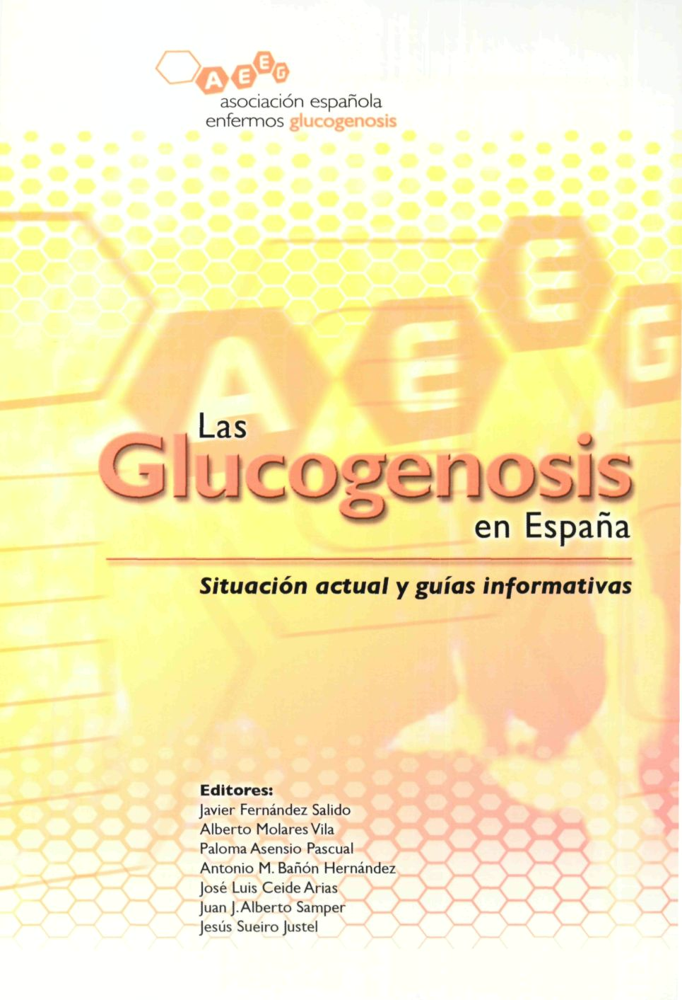 AEEG
asociación española
enfermos glucogenosis
AEEG
Las
Glucogenosis
en España
Situación actual y guías informativas
Editores:
Javier Fernández Salido
Alberto Molares Vila
Paloma Asensio Pascual
Antonio M. Bañón Hernández
José Luis Ceide Arias
Juan J. Alberto Samper
Jesús Sueiro Justel